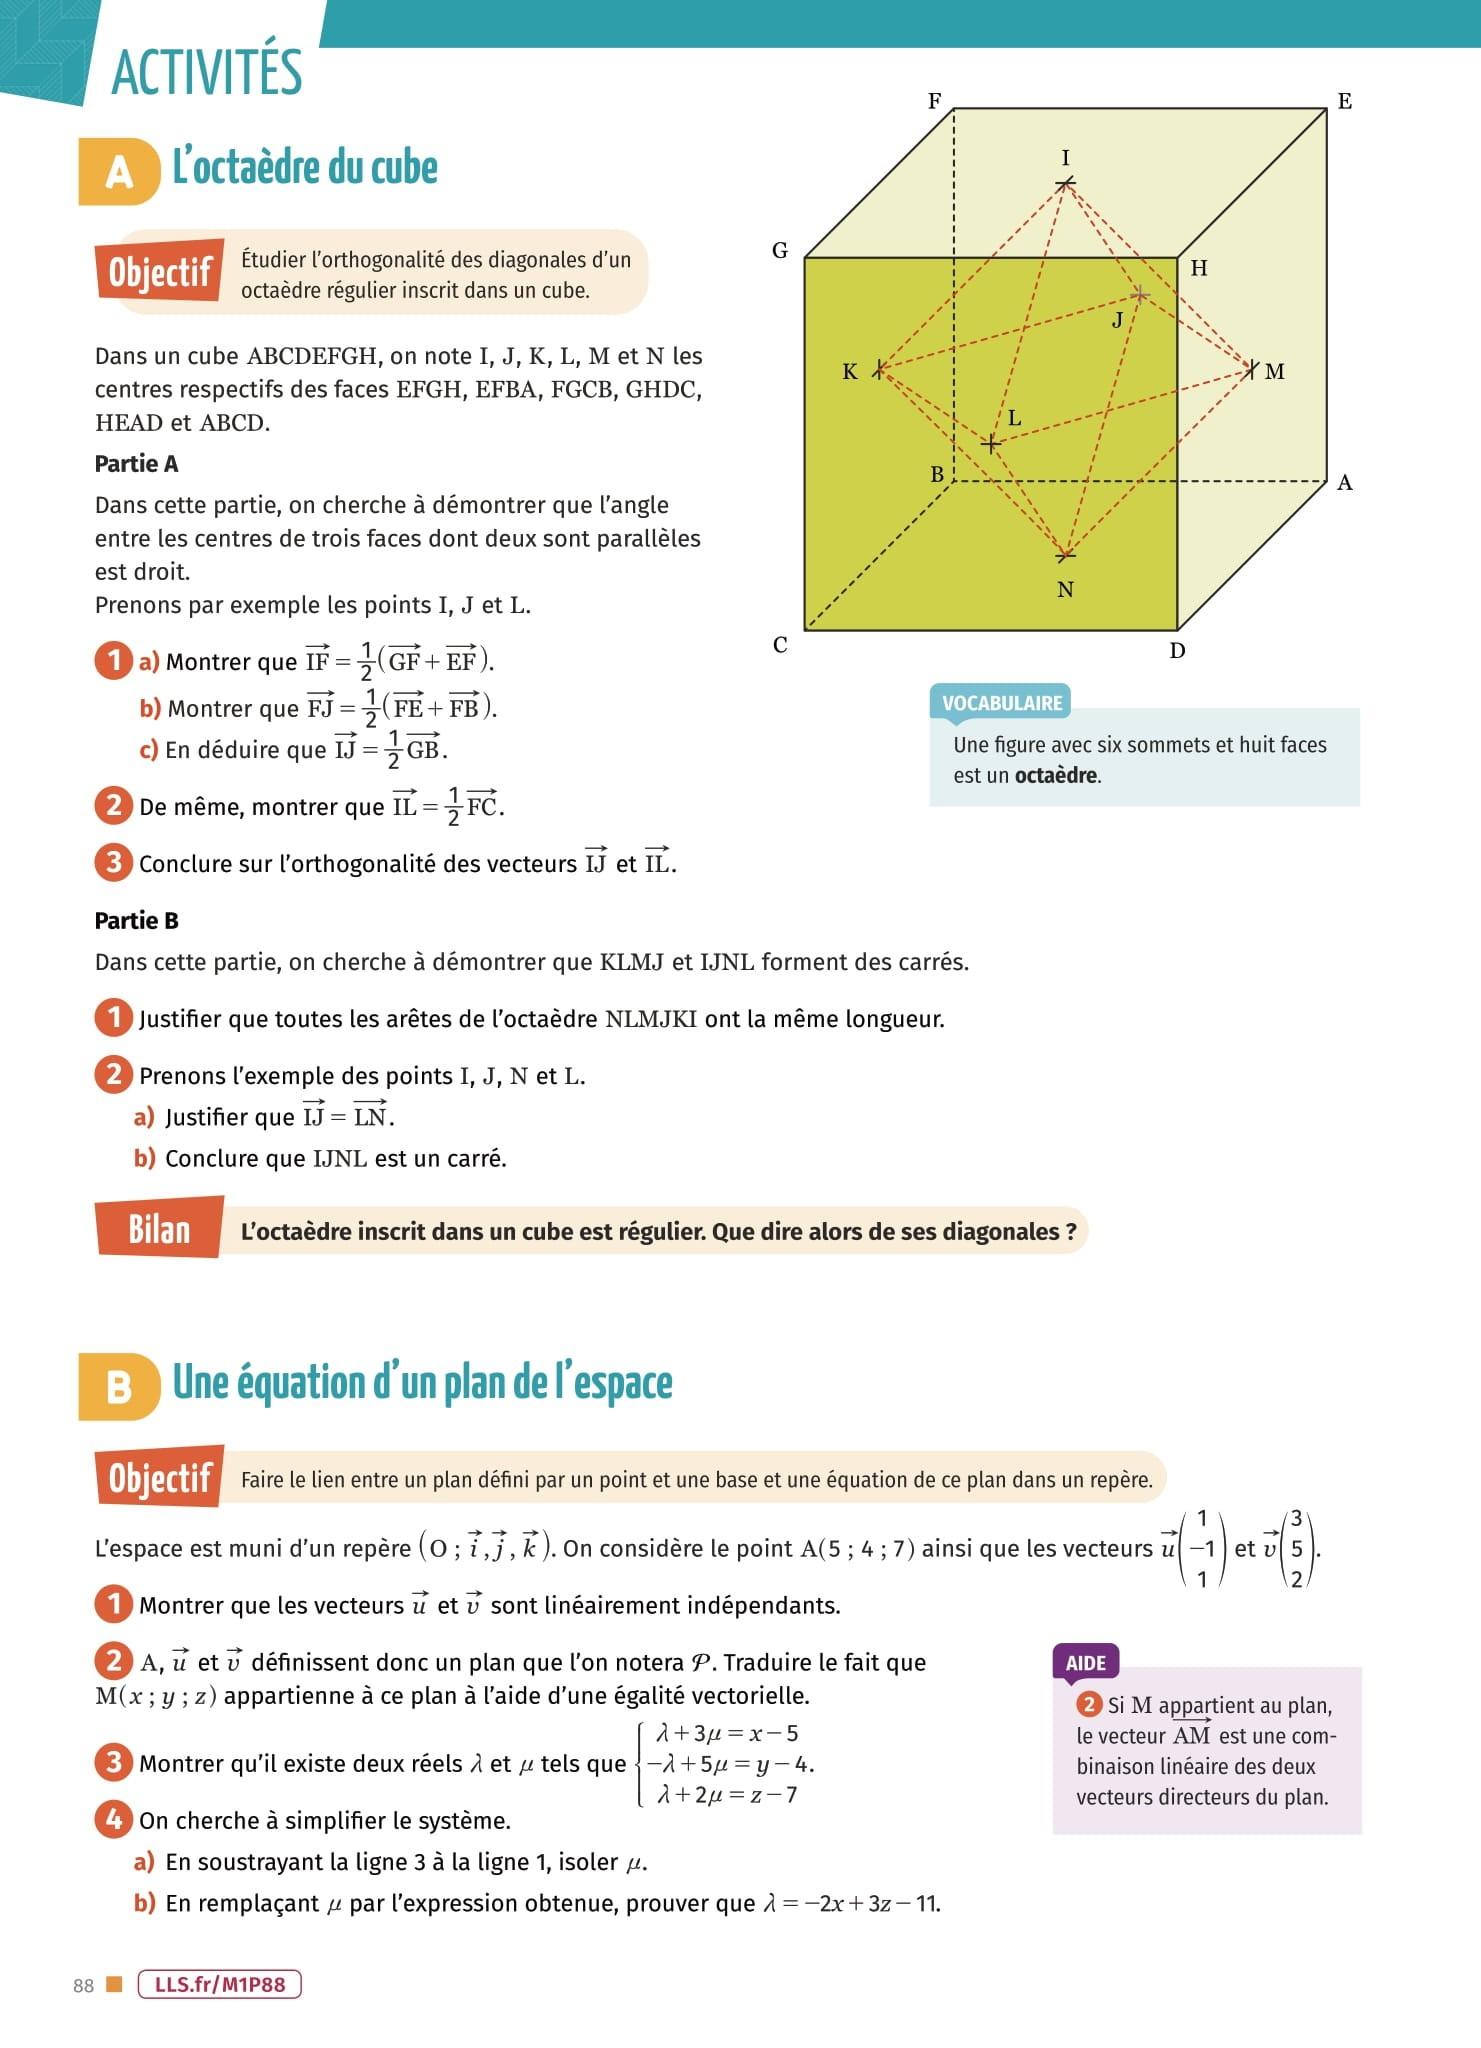 ACTIVITÉS
A L'octaèdre du cube
Objectif
Étudier l'orthogonalité des diagonales d'un
octaèdre régulier inscrit dans un cube.
Dans un cube ABCDEFGH, on note I, J, K, L, M et N les
centres respectifs des faces EFGH, EFBA, FGCB, GHDC,
HEAD et ABCD.
Partie A
Dans cette partie, on cherche à démontrer que l'angle
entre les centres de trois faces dont deux sont parallèles
est droit.
Prenons par exemple les points I, J et L.
1 a) Montrer que \overrightarrow{IF} = \frac{1}{2}(\overrightarrow{GF} + \overrightarrow{EF}).
b) Montrer que \overrightarrow{FJ} = \frac{1}{2}(\overrightarrow{FE} + \overrightarrow{FB}).
c) En déduire que \overrightarrow{IJ} = \frac{1}{2}\overrightarrow{GB}.
2 De même, montrer que \overrightarrow{IL} = \frac{1}{2}\overrightarrow{FC}.
3 Conclure sur l'orthogonalité des vecteurs \overrightarrow{IJ} et \overrightarrow{IL}.
F
E
I
G
H
J
K
M
L
B
A
N
C
D
VOCABULAIRE
Une figure avec six sommets et huit faces
est un octaèdre.
Partie B
Dans cette partie, on cherche à démontrer que KLMJ et IJNL forment des carrés.
1 Justifier que toutes les arêtes de l'octaèdre NLMJKI ont la même longueur.
2 Prenons l'exemple des points I, J, N et L.
a) Justifier que \overrightarrow{IJ} = \overrightarrow{LN}.
b) Conclure que IJNL est un carré.
Bilan
L'octaèdre inscrit dans un cube est régulier. Que dire alors de ses diagonales ?
B Une équation d'un plan de l'espace
Objectif
Faire le lien entre un plan défini par un point et une base et une équation de ce plan dans un repère.
L'espace est muni d'un repère (O ; \vec{i}, \vec{j}, \vec{k}). On considère le point A(5 ; 4 ; 7) ainsi que les vecteurs \vec{u}\begin{pmatrix} 1 \\ -1 \\ 1 \end{pmatrix} et \vec{v}\begin{pmatrix} 3 \\ 5 \\ 2 \end{pmatrix}.
1 Montrer que les vecteurs \vec{u} et \vec{v} sont linéairement indépendants.
2 A, \vec{u} et \vec{v} définissent donc un plan que l'on notera 𝒫. Traduire le fait que
M(x ; y ; z) appartienne à ce plan à l'aide d'une égalité vectorielle.
3 Montrer qu'il existe deux réels λ et μ tels que \begin{cases} λ + 3μ = x − 5 \\ −λ + 5μ = y − 4. \\ λ + 2μ = z − 7 \end{cases}
4 On cherche à simplifier le système.
a) En soustrayant la ligne 3 à la ligne 1, isoler μ.
b) En remplaçant μ par l'expression obtenue, prouver que λ = −2x + 3z − 11.
AIDE
2 Si M appartient au plan,
le vecteur \overrightarrow{AM} est une com-
binaison linéaire des deux
vecteurs directeurs du plan.
88
LLS.fr/M1P88